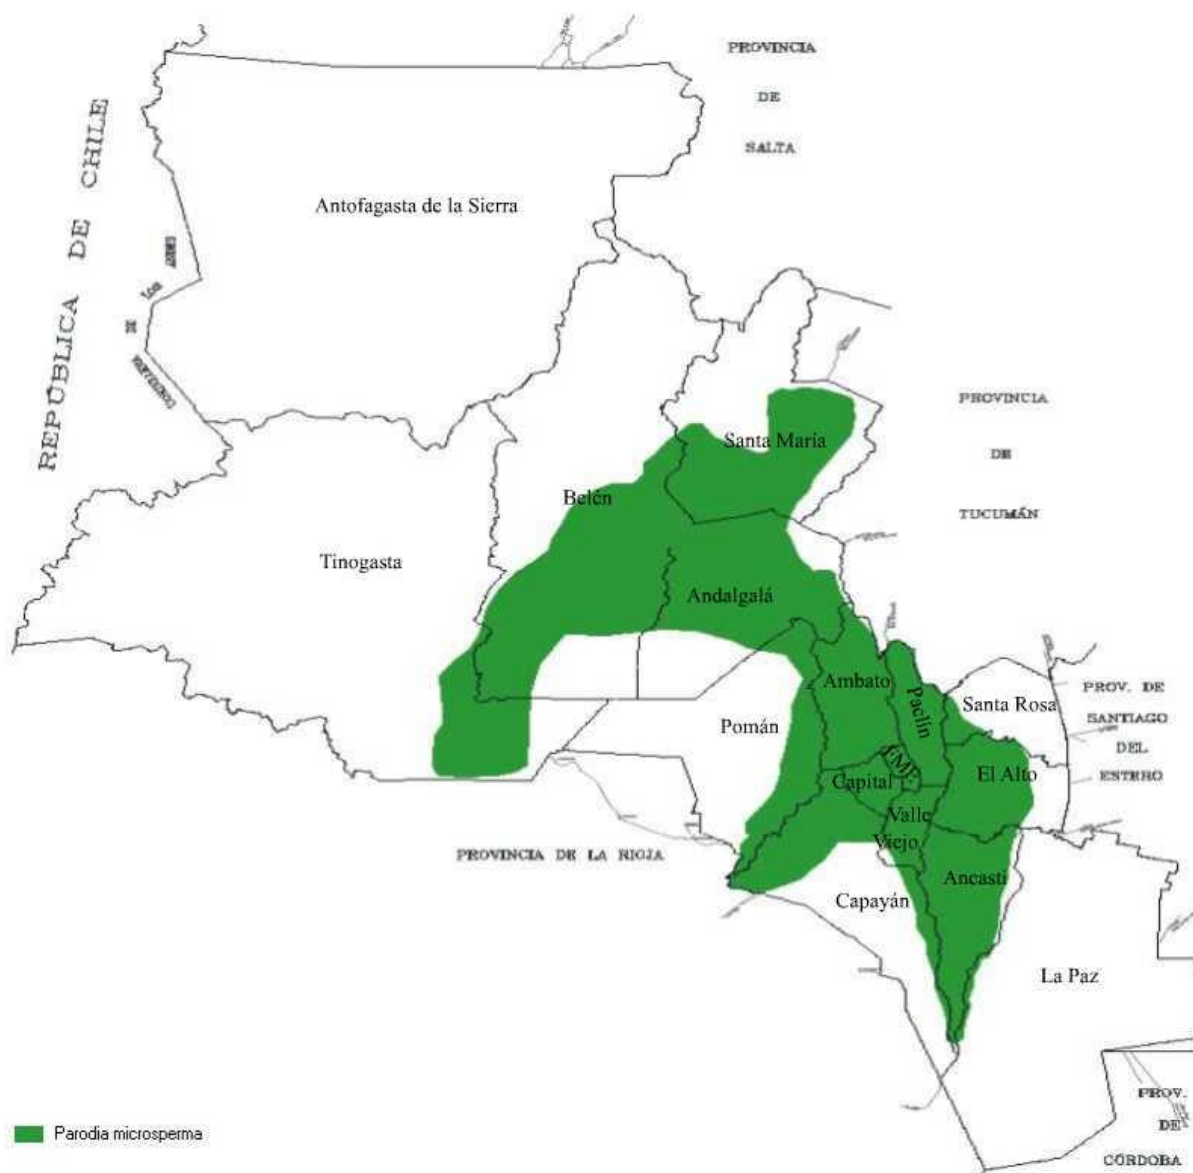 PROVINCIA
DE
SALTA
REPÚBLICA DE CHILE
Antofagasta de la Sierra
LOS
DE
PROVINCIA
DE
TUCUMÁN
Santa María
Belén
Tinogasta
Andalgalá
Ambato
Paclín
Santa Rosa
PROV. DE
SANTIAGO
DEL
ESTERO
Pomán
F.M.E.
Capital
El Alto
Valle
Viejo
PROVINCIA DE LA RIOJA
Ancasti
Capayán
La Paz
PROV.
DE
CÓRDOBA
Parodia microsperma